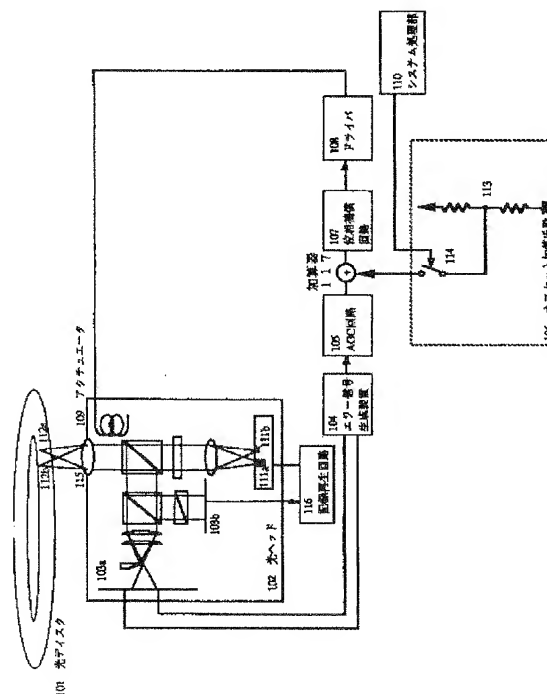 101 光ディスク
112b
112a
115
109 アクチュエータ
103a
103b
111a
111b
102 光ヘッド
116
記録再生回路
104
エラー信号
生成装置
105
AGC回路
加算器
117
+
107
位相補償
回路
108
ドライバ
110
システム処理部
113
114